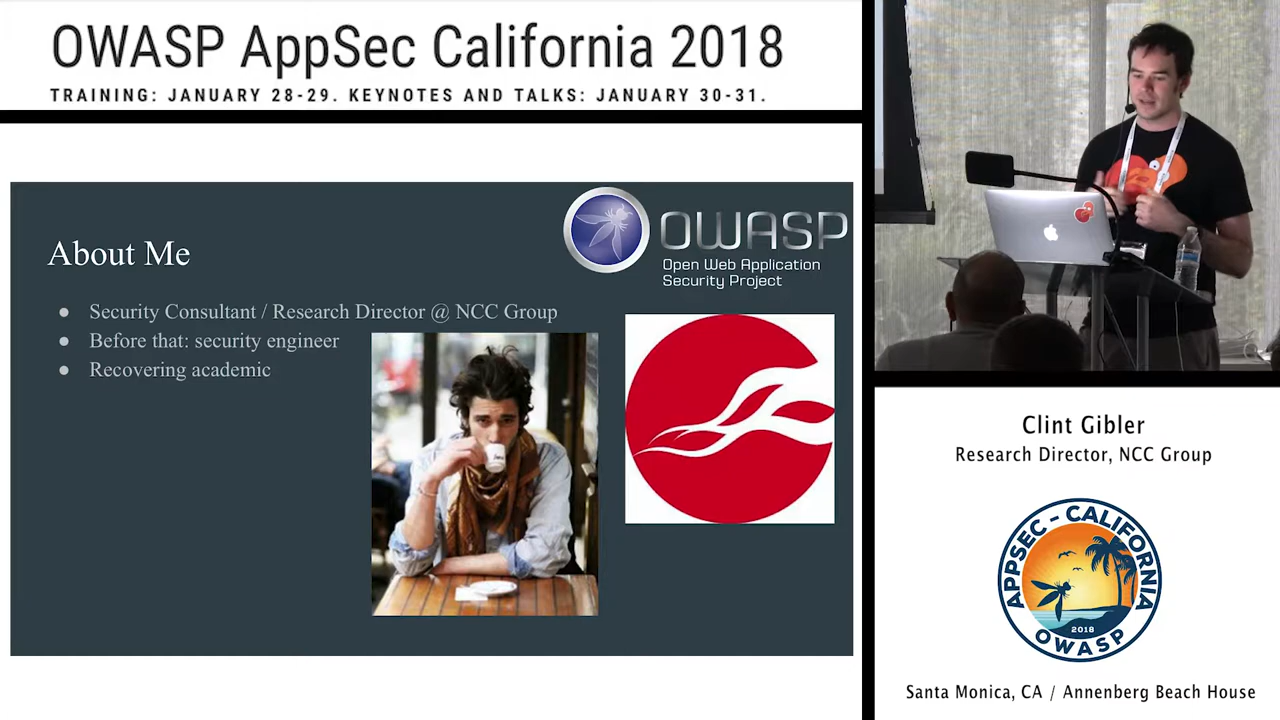 OWASP AppSec California 2018
TRAINING: JANUARY 28-29. KEYNOTES AND TALKS: JANUARY 30-31.
About Me
OWASP
Open Web Application
Security Project
● Security Consultant / Research Director @ NCC Group
● Before that: security engineer
● Recovering academic
Clint Gibler
Research Director, NCC Group
APPSEC - CALIFORNIA
2018
OWASP
Santa Monica, CA / Annenberg Beach House